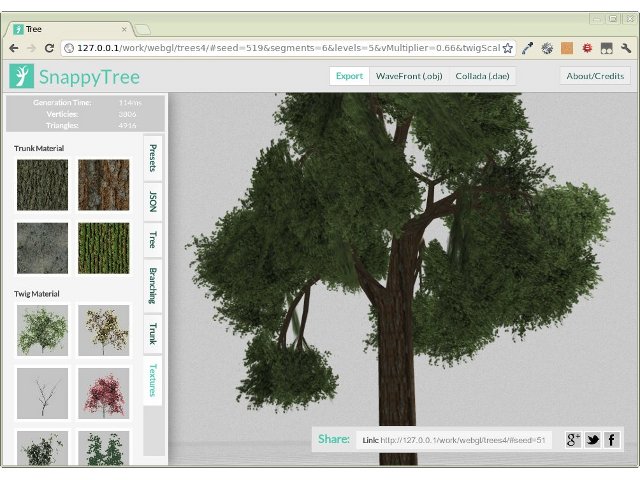 Tree
127.0.0.1/work/webgl/trees4/#seed=519&segments=6&levels=5&vMultiplier=0.66&twigScal
SnappyTree
Export
WaveFront (.obj)
Collada (.dae)
About/Credits
Generation Time: 114ms
Verticies: 2806
Triangles: 4916
Trunk Material
Twig Material
Presets
JSON
Tree
Branching
Trunk
Textures
Share:
Link: http://127.0.0.1/work/webgl/trees4/#seed=51